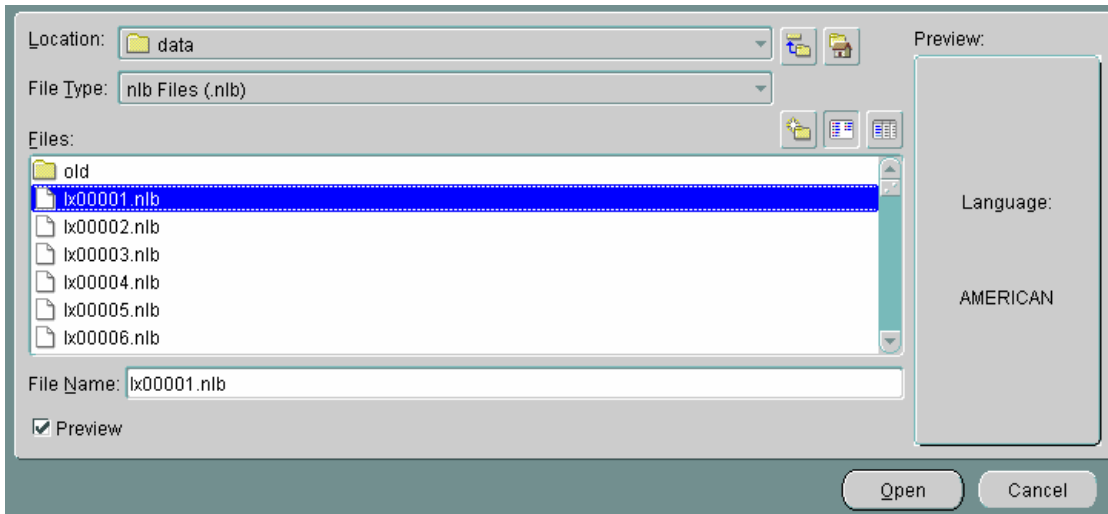 Location: data
Preview:
File Type: nlb Files (.nlb)
Files:
old
lx00001.nlb
lx00002.nlb
lx00003.nlb
lx00004.nlb
lx00005.nlb
lx00006.nlb
Language:
AMERICAN
File Name: lx00001.nlb
Preview
Open Cancel